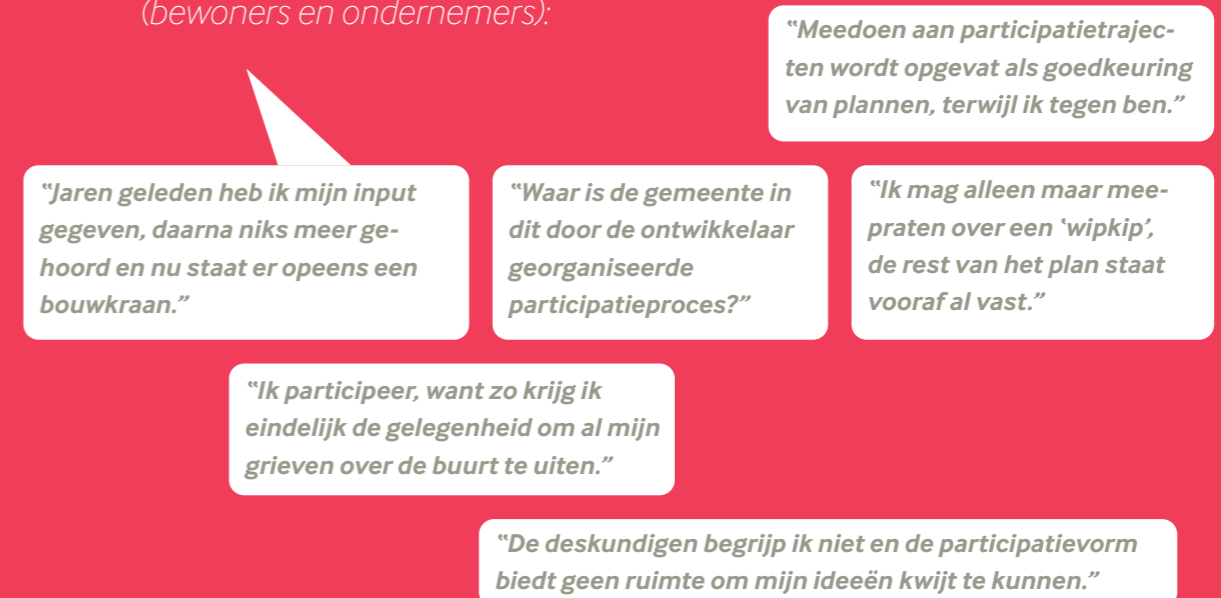 (bewoners en ondernemers):
“Meedoen aan participatietrajec-
ten wordt opgevat als goedkeuring
van plannen, terwijl ik tegen ben.”
“Jaren geleden heb ik mijn input
gegeven, daarna niks meer ge-
hoord en nu staat er opeens een
bouwkraan.”
“Waar is de gemeente in
dit door de ontwikkelaar
georganiseerde
participatieproces?”
“Ik mag alleen maar mee-
praten over een ‘wipkip’,
de rest van het plan staat
vooraf al vast.”
“Ik participeer, want zo krijg ik
eindelijk de gelegenheid om al mijn
grieven over de buurt te uiten.”
“De deskundigen begrijp ik niet en de participatievorm
biedt geen ruimte om mijn ideeën kwijt te kunnen.”